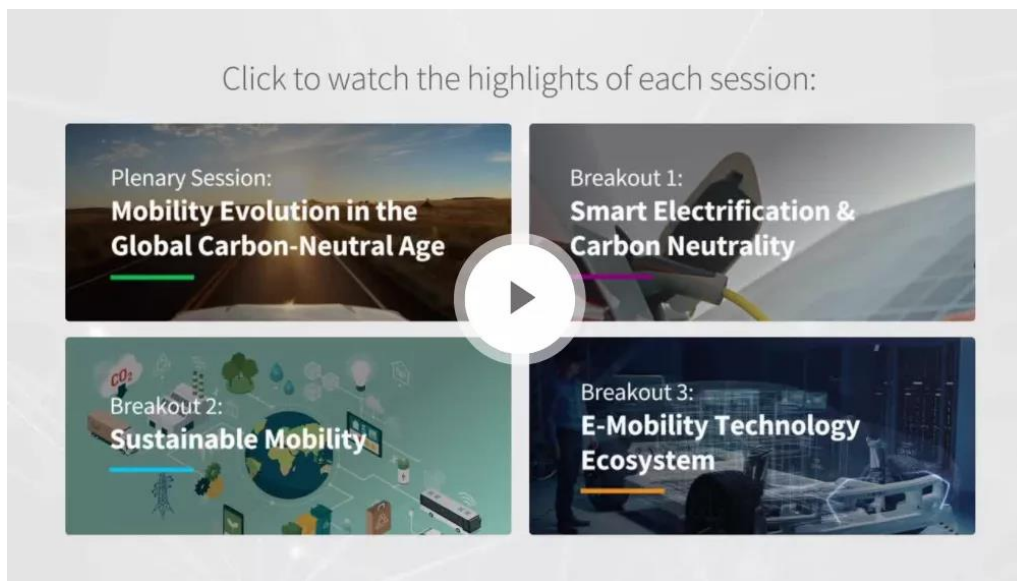 Click to watch the highlights of each session:
Plenary Session:
Mobility Evolution in the
Global Carbon-Neutral Age
Breakout 1:
Smart Electrification &
Carbon Neutrality
CO₂
Breakout 2:
Sustainable Mobility
Breakout 3:
E-Mobility Technology
Ecosystem